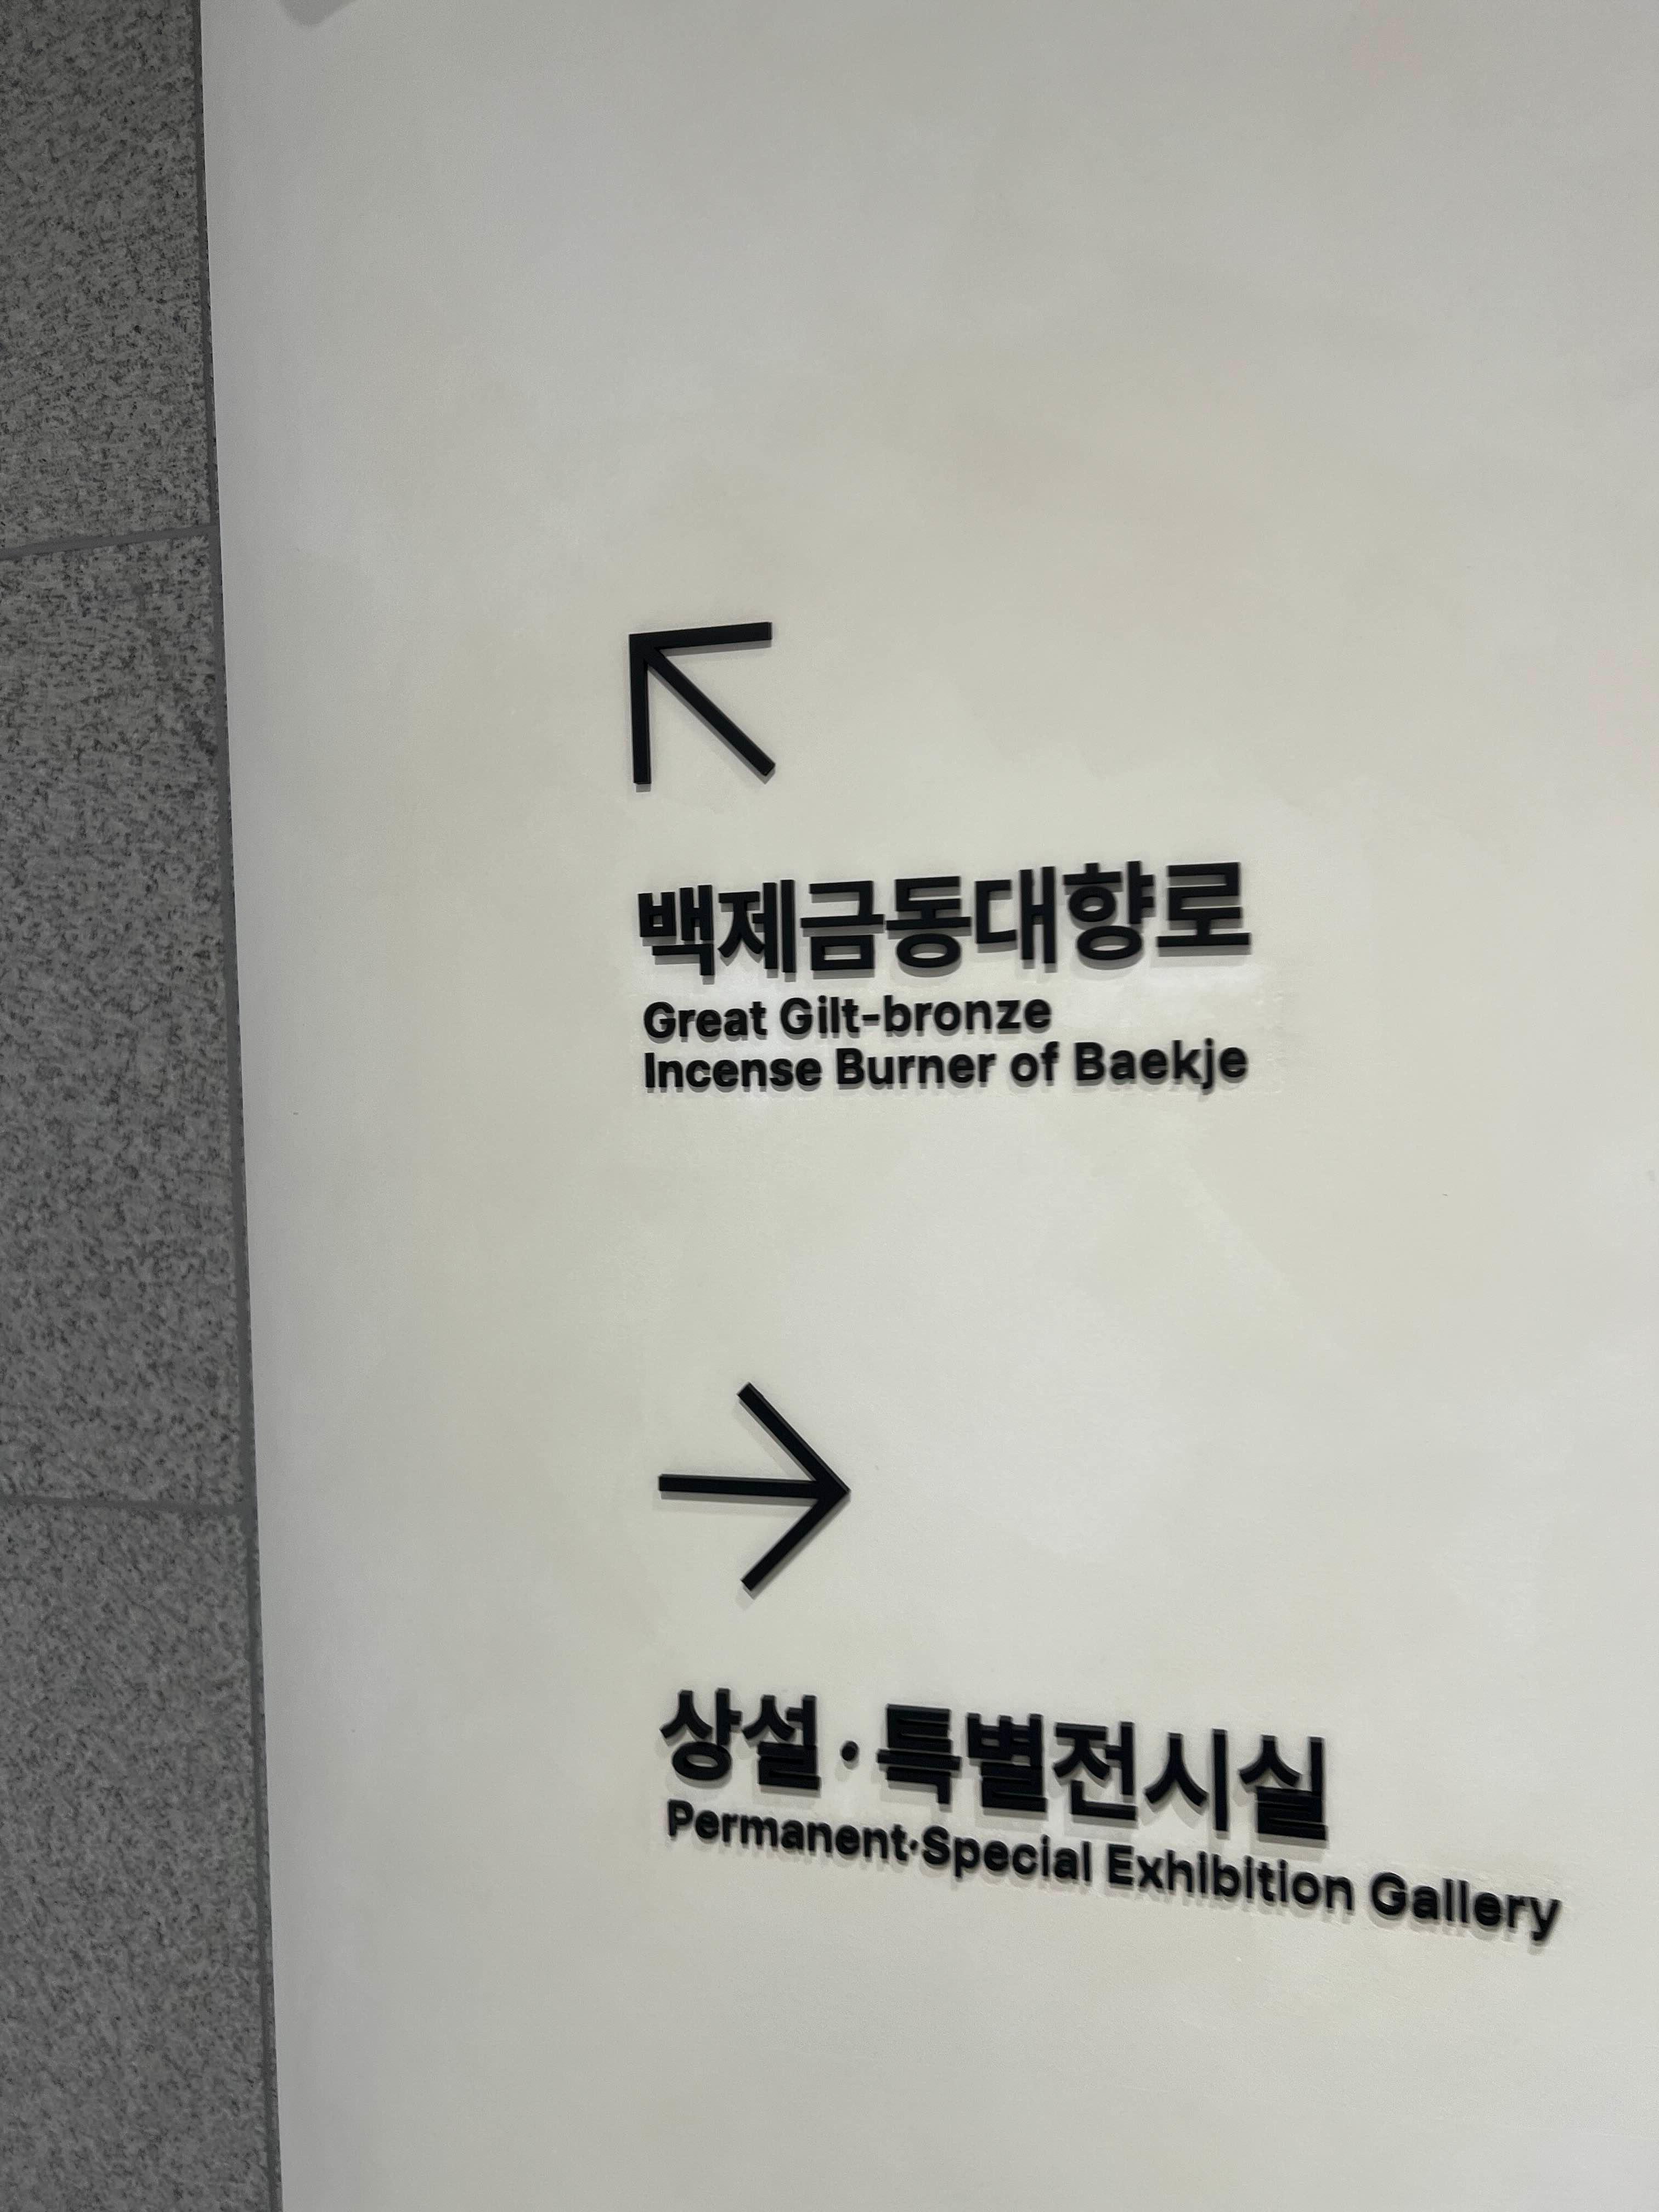 백제금동대향로
Great Gilt-bronze
Incense Burner of Baekje
상설·특별전시실
Permanent·Special Exhibition Gallery